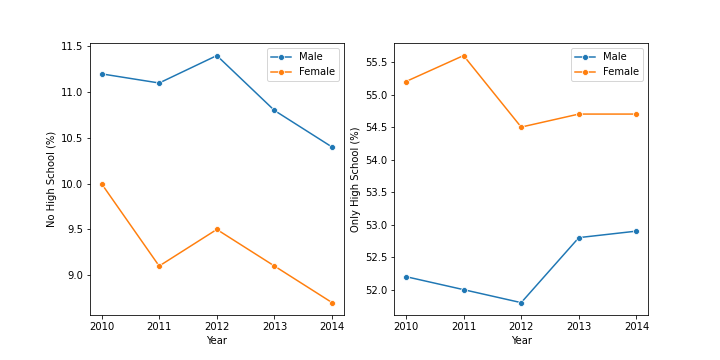 11.5
11.0
10.5
10.0
9.5
9.0
No High School (%)
2010 2011 2012 2013 2014
Year
Male
Female
55.5
55.0
54.5
54.0
53.5
53.0
52.5
52.0
Only High School (%)
2010 2011 2012 2013 2014
Year
Male
Female